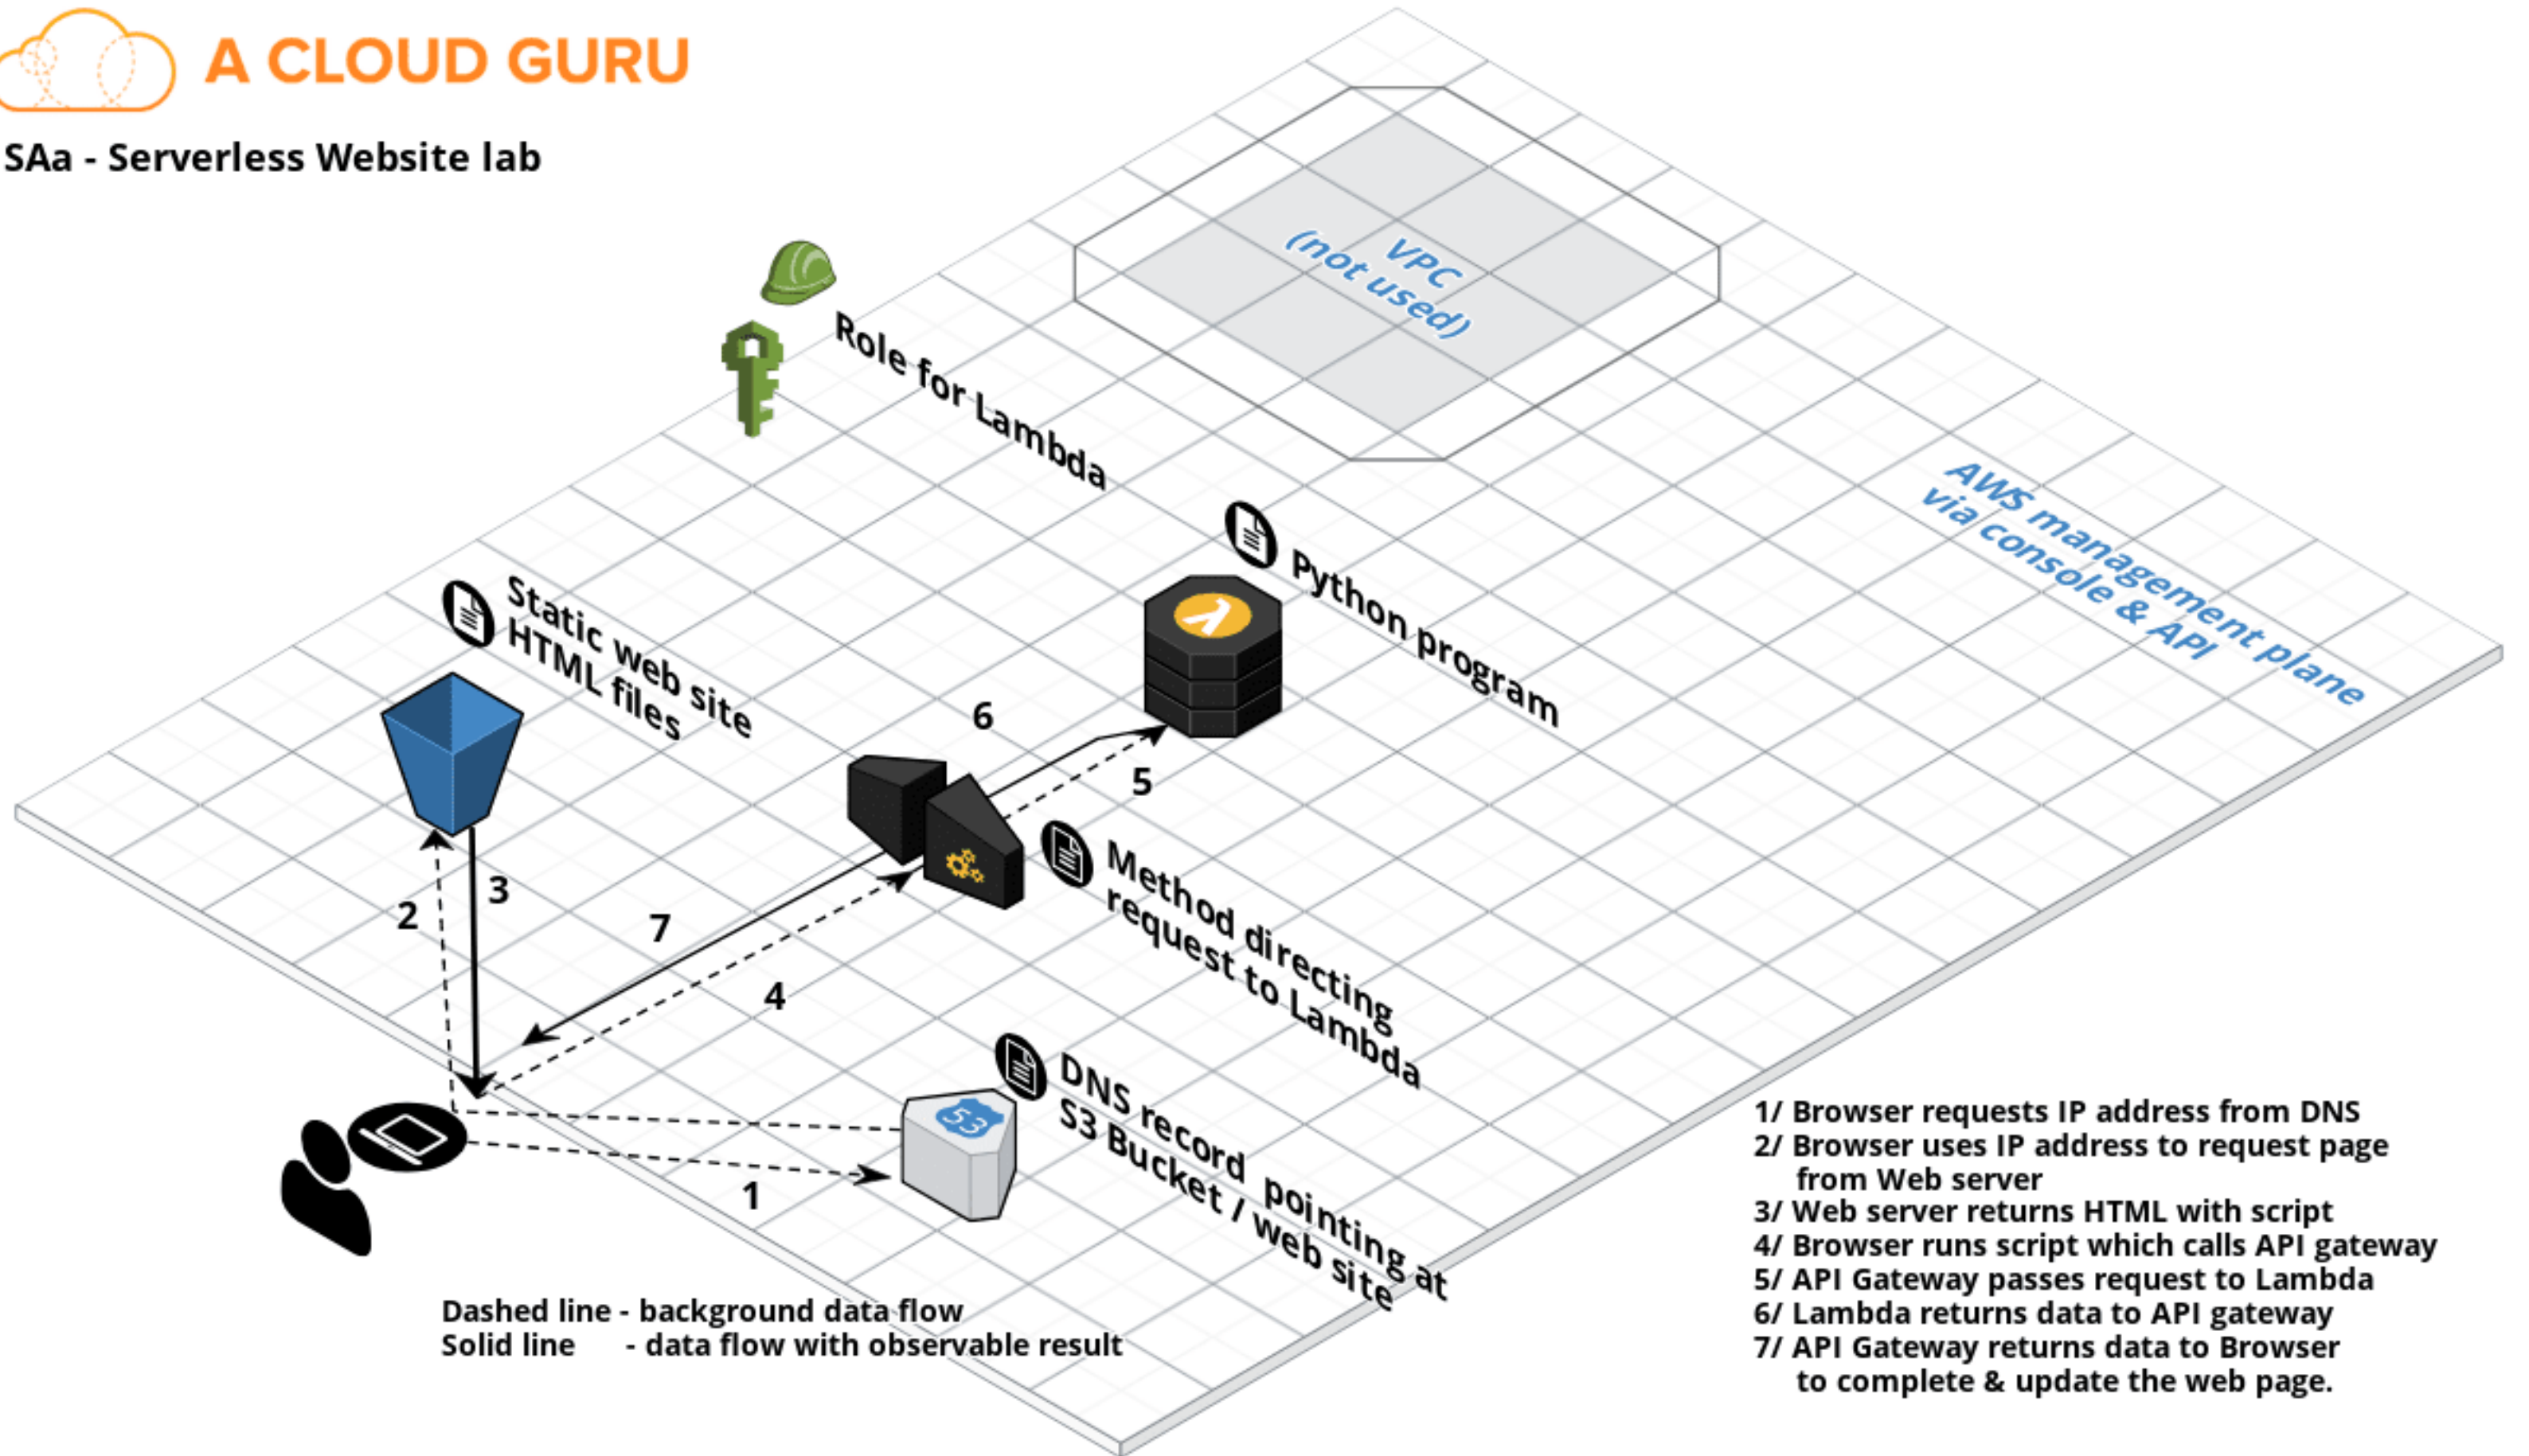 A CLOUD GURU
SAa - Serverless Website lab
VPC
(not used)
Role for Lambda
AWS management plane
via console & API
Python program
Static web site
HTML files
6
5
3
2
7
4
Method directing
request to Lambda
53
DNS record pointing at
S3 Bucket / web site
1
Dashed line - background data flow
Solid line - data flow with observable result
1/ Browser requests IP address from DNS
2/ Browser uses IP address to request page
from Web server
3/ Web server returns HTML with script
4/ Browser runs script which calls API gateway
5/ API Gateway passes request to Lambda
6/ Lambda returns data to API gateway
7/ API Gateway returns data to Browser
to complete & update the web page.